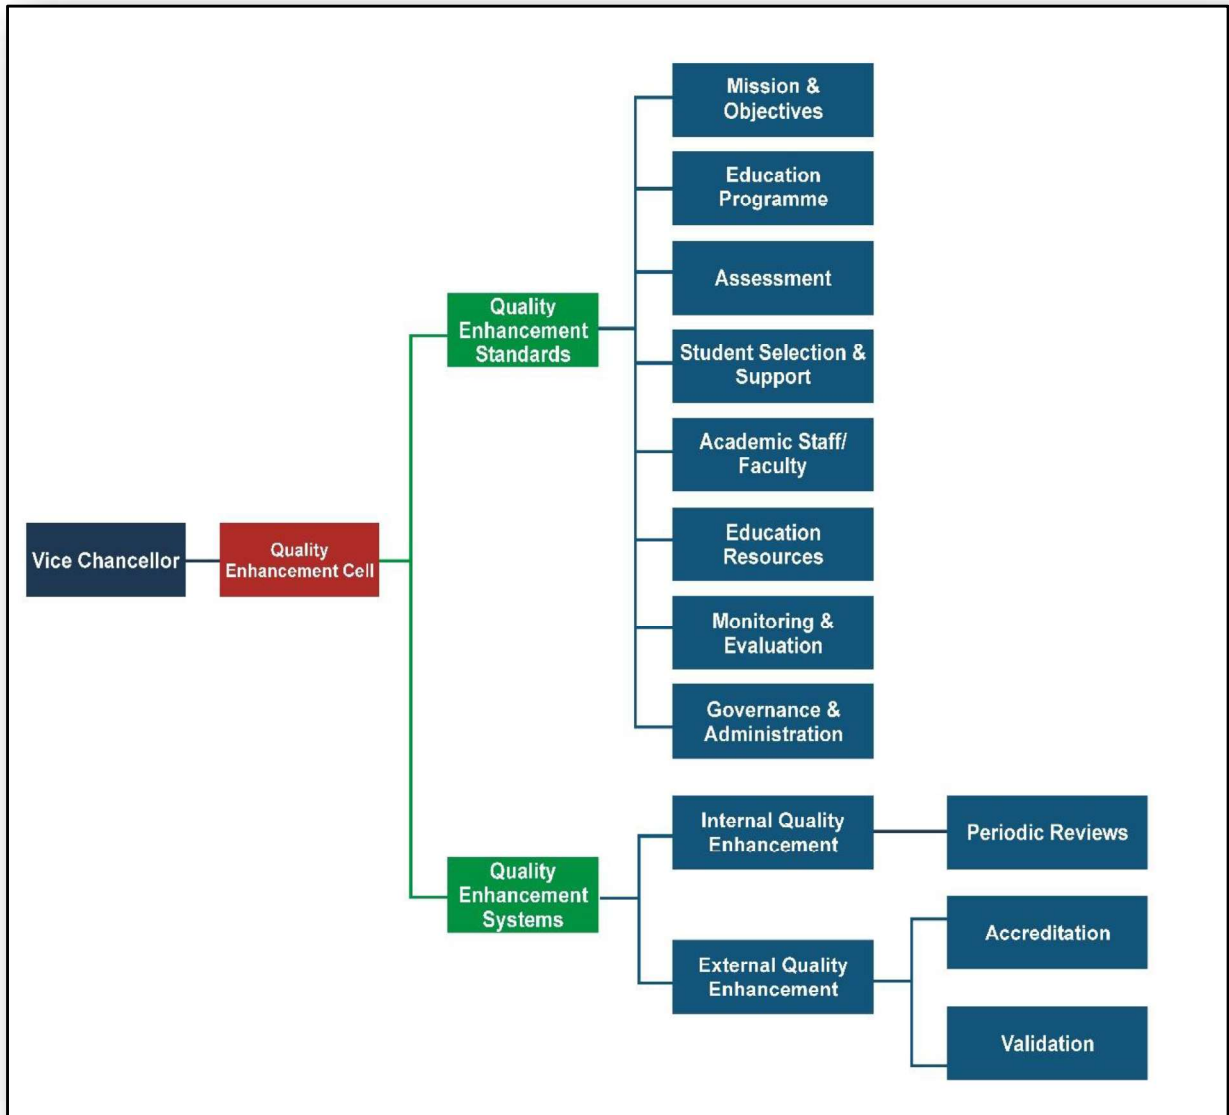 Mission &
Objectives
Education
Programme
Assessment
Quality
Enhancement
Standards
Student Selection &
Support
Academic Staff/
Faculty
Vice Chancellor
Quality
Enhancement Cell
Education
Resources
Monitoring &
Evaluation
Governance &
Administration
Internal Quality
Enhancement
Periodic Reviews
Quality
Enhancement
Systems
External Quality
Enhancement
Accreditation
Validation